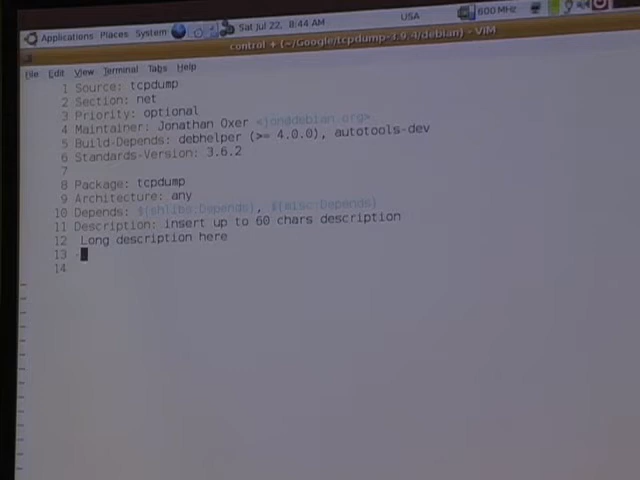 Applications Places System Sat Jul 22, 8:44 AM USA 600 MHz
control + (~/Google/tcpdump-3.9.4/debian) - VIM
File Edit View Terminal Tabs Help
1 Source: tcpdump
2 Section: net
3 Priority: optional
4 Maintainer: Jonathan Oxer <jon@debian.org>
5 Build-Depends: debhelper (>= 4.0.0), autotools-dev
6 Standards-Version: 3.6.2
7
8 Package: tcpdump
9 Architecture: any
10 Depends: ${shlibs:Depends}, ${misc:Depends}
11 Description: insert up to 60 chars description
12 Long description here
13
14